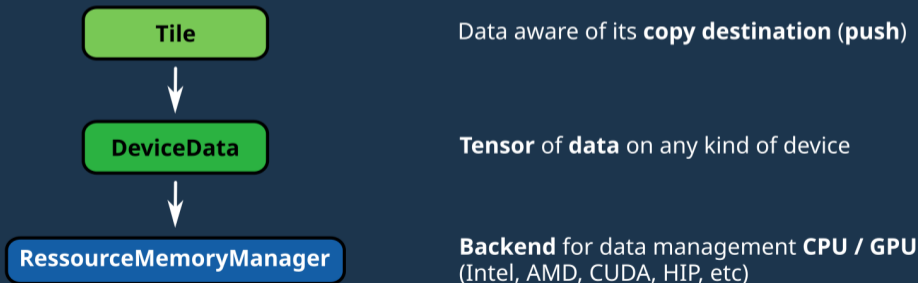 Tile
Data aware of its copy destination (push)
DeviceData
Tensor of data on any kind of device
RessourceMemoryManager
Backend for data management CPU / GPU
(Intel, AMD, CUDA, HIP, etc)